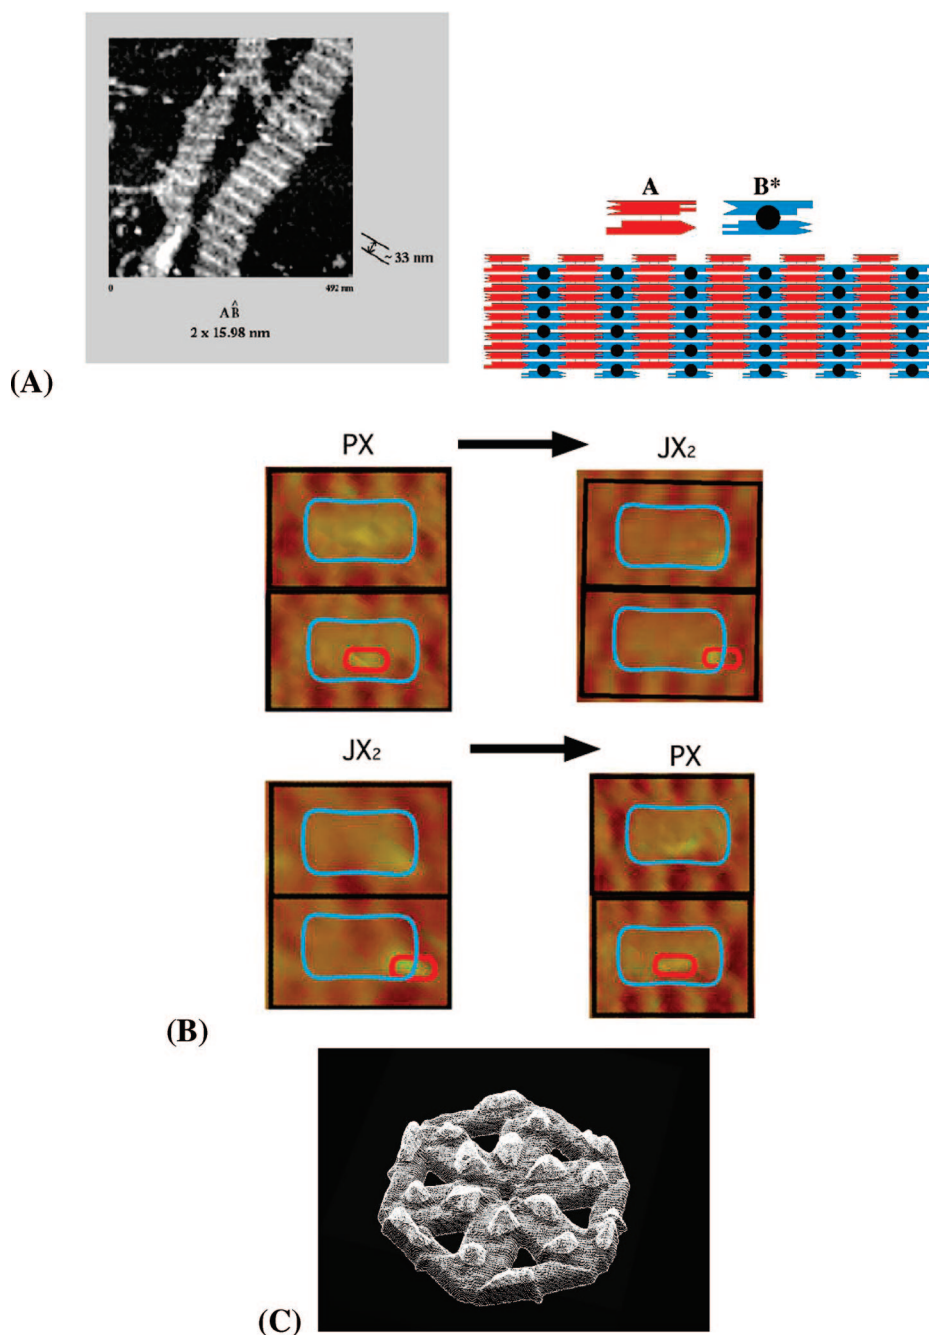 A B*
~ 33 nm
0 492 nm
AB̂
2 x 15.98 nm
(A)
PX JX₂
JX₂ PX
(B)
(C)